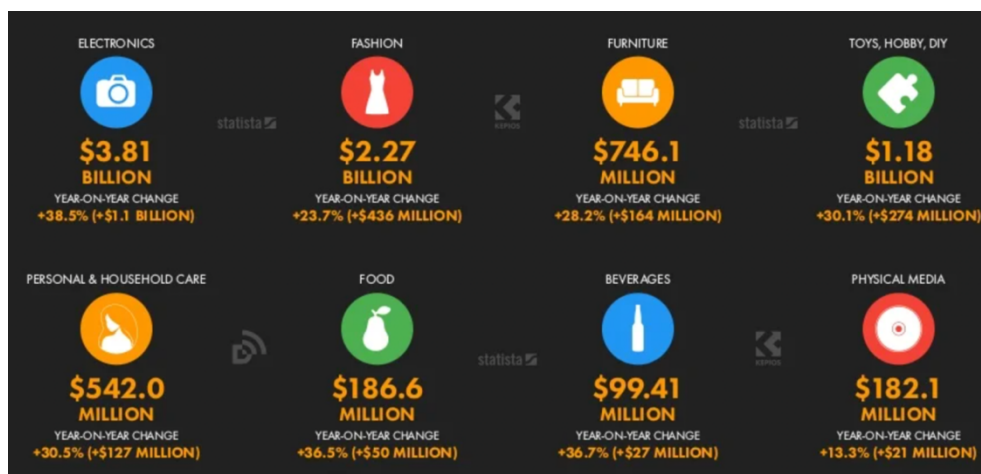 ELECTRONICS
FASHION
FURNITURE
TOYS, HOBBY, DIY
statista
KEPIOS
statista
$3.81
BILLION
YEAR-ON-YEAR CHANGE
+38.5% (+$1.1 BILLION)
$2.27
BILLION
YEAR-ON-YEAR CHANGE
+23.7% (+$436 MILLION)
$746.1
MILLION
YEAR-ON-YEAR CHANGE
+28.2% (+$164 MILLION)
$1.18
BILLION
YEAR-ON-YEAR CHANGE
+30.1% (+$274 MILLION)
PERSONAL & HOUSEHOLD CARE
FOOD
BEVERAGES
PHYSICAL MEDIA
statista
KEPIOS
$542.0
MILLION
YEAR-ON-YEAR CHANGE
+30.5% (+$127 MILLION)
$186.6
MILLION
YEAR-ON-YEAR CHANGE
+36.5% (+$50 MILLION)
$99.41
MILLION
YEAR-ON-YEAR CHANGE
+36.7% (+$27 MILLION)
$182.1
MILLION
YEAR-ON-YEAR CHANGE
+13.3% (+$21 MILLION)